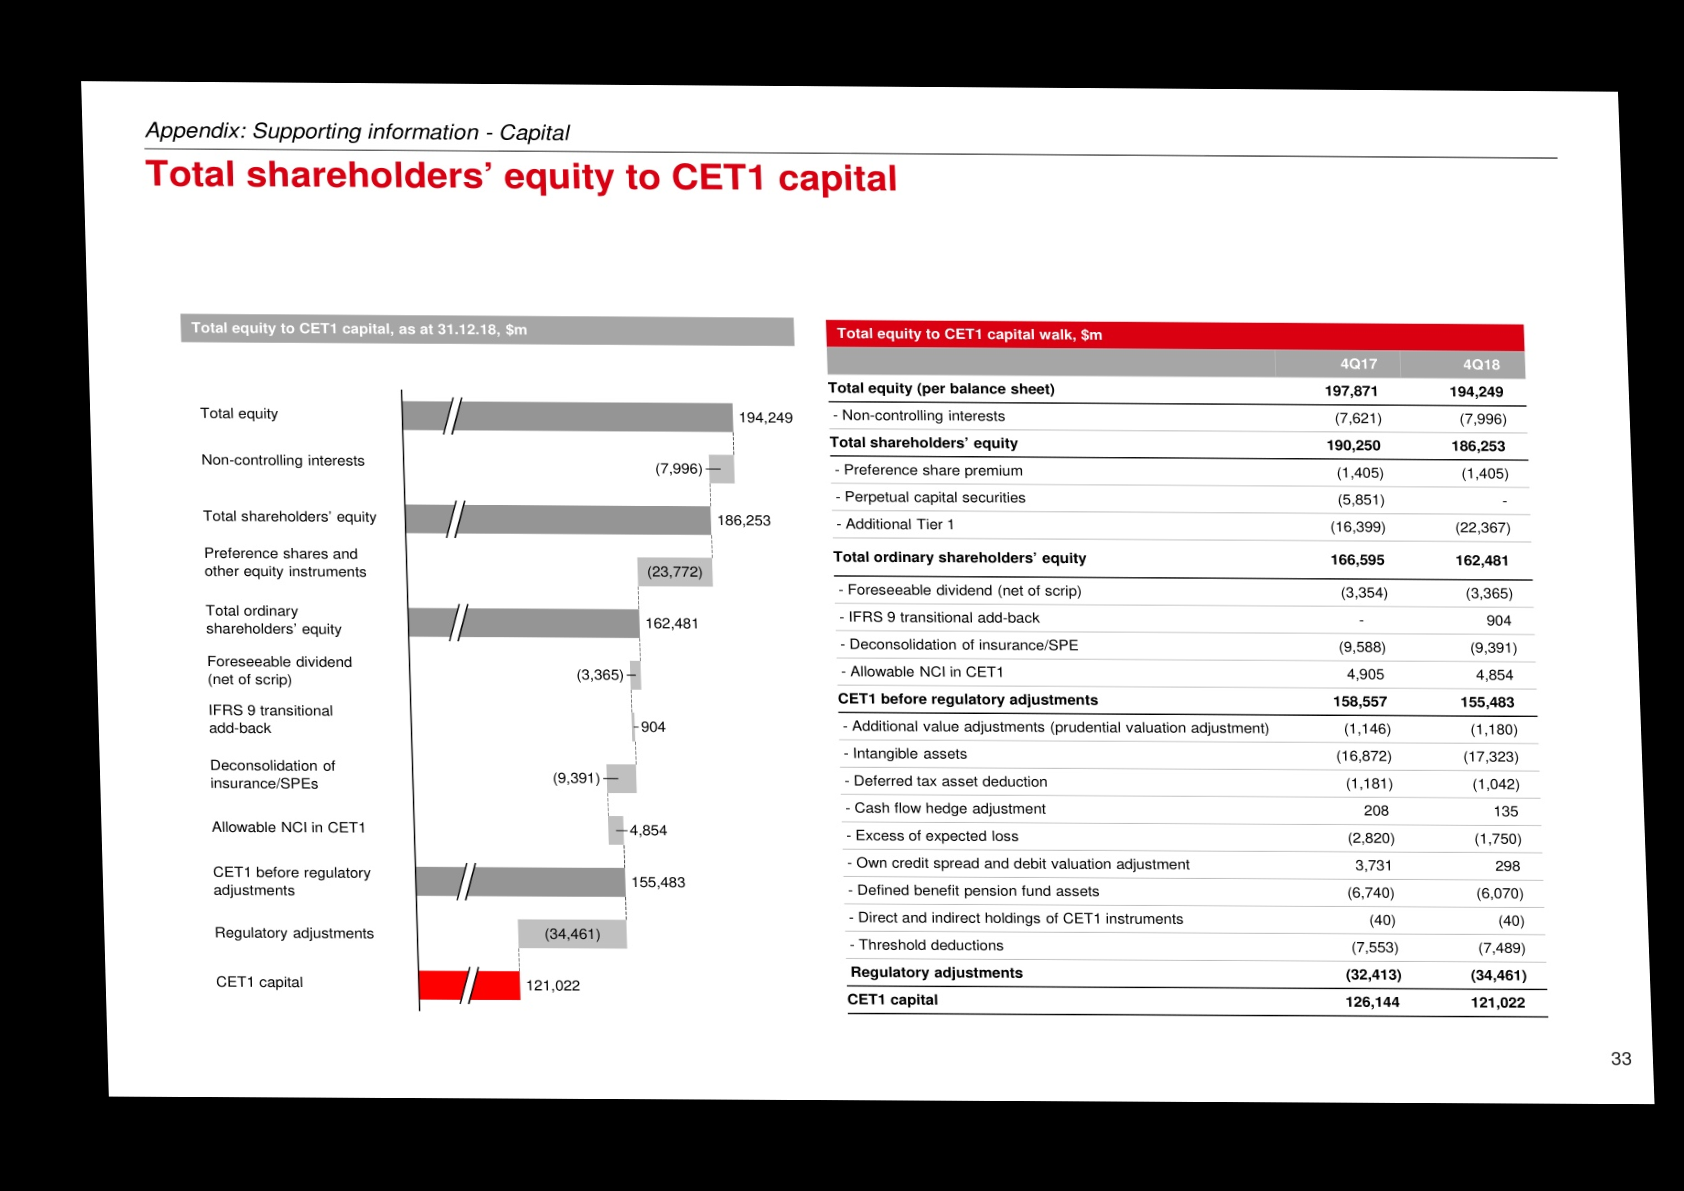 Appendix: Supporting information - Capital
Total shareholders’ equity to CET1 capital
Total equity to CET1 capital, as at 31.12.18, $m
Total equity 194,249
Non-controlling interests (7,996)
Total shareholders’ equity 186,253
Preference shares and
other equity instruments (23,772)
Total ordinary
shareholders’ equity 162,481
Foreseeable dividend
(net of scrip) (3,365)
IFRS 9 transitional
add-back 904
Deconsolidation of
insurance/SPEs (9,391)
Allowable NCI in CET1 4,854
CET1 before regulatory
adjustments 155,483
Regulatory adjustments (34,461)
CET1 capital 121,022
Total equity to CET1 capital walk, $m
4Q17 4Q18
Total equity (per balance sheet) 197,871 194,249
- Non-controlling interests (7,621) (7,996)
Total shareholders’ equity 190,250 186,253
- Preference share premium (1,405) (1,405)
- Perpetual capital securities (5,851) -
- Additional Tier 1 (16,399) (22,367)
Total ordinary shareholders’ equity 166,595 162,481
- Foreseeable dividend (net of scrip) (3,354) (3,365)
- IFRS 9 transitional add-back - 904
- Deconsolidation of insurance/SPE (9,588) (9,391)
- Allowable NCI in CET1 4,905 4,854
CET1 before regulatory adjustments 158,557 155,483
- Additional value adjustments (prudential valuation adjustment) (1,146) (1,180)
- Intangible assets (16,872) (17,323)
- Deferred tax asset deduction (1,181) (1,042)
- Cash flow hedge adjustment 208 135
- Excess of expected loss (2,820) (1,750)
- Own credit spread and debit valuation adjustment 3,731 298
- Defined benefit pension fund assets (6,740) (6,070)
- Direct and indirect holdings of CET1 instruments (40) (40)
- Threshold deductions (7,553) (7,489)
Regulatory adjustments (32,413) (34,461)
CET1 capital 126,144 121,022
33